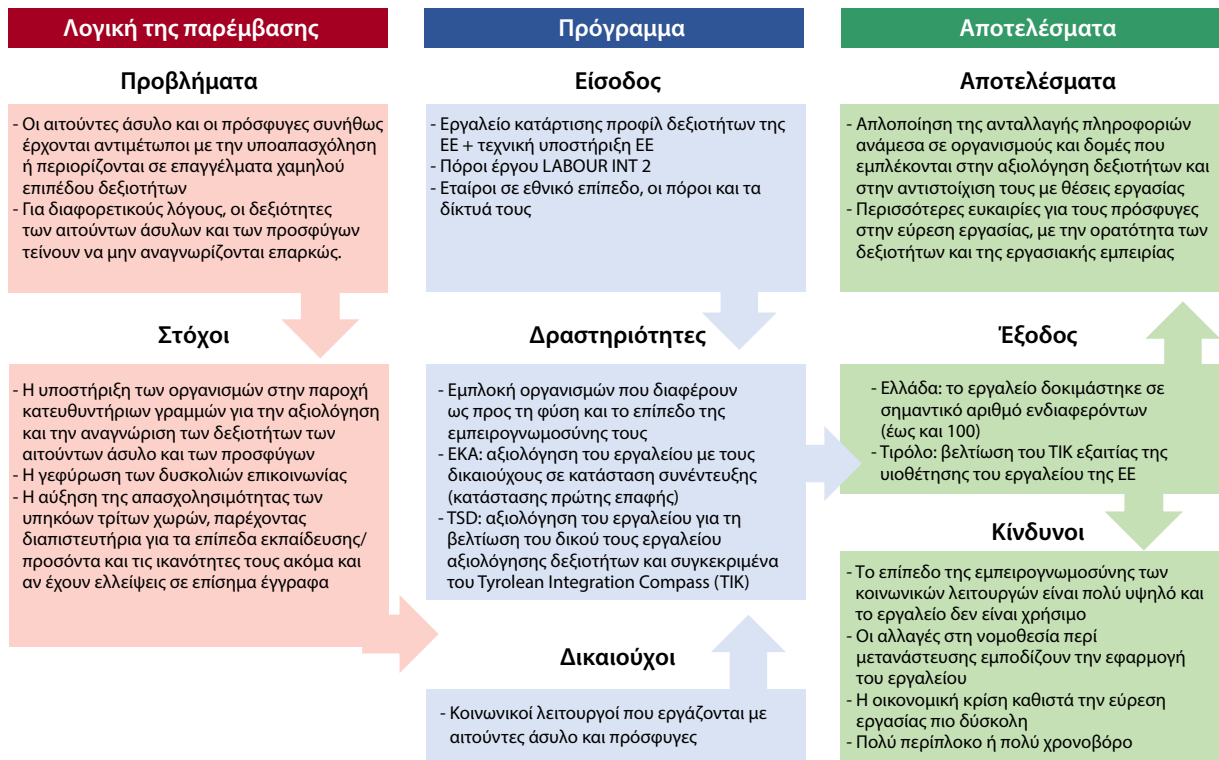 Λογική της παρέμβασης
Προβλήματα
- Οι αιτούντες άσυλο και οι πρόσφυγες συνήθως
έρχονται αντιμέτωποι με την υποαπασχόληση
ή περιορίζονται σε επαγγέλματα χαμηλού
επιπέδου δεξιοτήτων
- Για διαφορετικούς λόγους, οι δεξιότητες
των αιτούντων άσυλων και των προσφύγων
τείνουν να μην αναγνωρίζονται επαρκώς.
Στόχοι
- Η υποστήριξη των οργανισμών στην παροχή
κατευθυντήριων γραμμών για την αξιολόγηση
και την αναγνώριση των δεξιοτήτων των
αιτούντων άσυλο και των προσφύγων
- Η γεφύρωση των δυσκολιών επικοινωνίας
- Η αύξηση της απασχολησιμότητας των
υπηκόων τρίτων χωρών, παρέχοντας
διαπιστευτήρια για τα επίπεδα εκπαίδευσης/
προσόντα και τις ικανότητες τους ακόμα και
αν έχουν ελλείψεις σε επίσημα έγγραφα
Πρόγραμμα
Είσοδος
- Εργαλείο κατάρτισης προφίλ δεξιοτήτων της
ΕΕ + τεχνική υποστήριξη ΕΕ
- Πόροι έργου LABOUR INT 2
- Εταίροι σε εθνικό επίπεδο, οι πόροι και τα
δίκτυά τους
Δραστηριότητες
- Εμπλοκή οργανισμών που διαφέρουν
ως προς τη φύση και το επίπεδο της
εμπειρογνωμοσύνης τους
- ΕΚΑ: αξιολόγηση του εργαλείου με τους
δικαιούχους σε κατάσταση συνέντευξης
(κατάστασης πρώτης επαφής)
- TSD: αξιολόγηση του εργαλείου για τη
βελτίωση του δικού τους εργαλείου
αξιολόγησης δεξιοτήτων και συγκεκριμένα
του Tyrolean Integration Compass (TIK)
Δικαιούχοι
- Κοινωνικοί λειτουργοί που εργάζονται με
αιτούντες άσυλο και πρόσφυγες
Αποτελέσματα
Αποτελέσματα
- Απλοποίηση της ανταλλαγής πληροφοριών
ανάμεσα σε οργανισμούς και δομές που
εμπλέκονται στην αξιολόγηση δεξιοτήτων και
στην αντιστοίχιση τους με θέσεις εργασίας
- Περισσότερες ευκαιρίες για τους πρόσφυγες
στην εύρεση εργασίας, με την ορατότητα των
δεξιοτήτων και της εργασιακής εμπειρίας
Έξοδος
- Ελλάδα: το εργαλείο δοκιμάστηκε σε
σημαντικό αριθμό ενδιαφερόντων
(έως και 100)
- Τιρόλο: βελτίωση του ΤΙΚ εξαιτίας της
υιοθέτησης του εργαλείου της ΕΕ
Κίνδυνοι
- Το επίπεδο της εμπειρογνωμοσύνης των
κοινωνικών λειτουργών είναι πολύ υψηλό και
το εργαλείο δεν είναι χρήσιμο
- Οι αλλαγές στη νομοθεσία περί
μετανάστευσης εμποδίζουν την εφαρμογή
του εργαλείου
- Η οικονομική κρίση καθιστά την εύρεση
εργασίας πιο δύσκολη
- Πολύ περίπλοκο ή πολύ χρονοβόρο